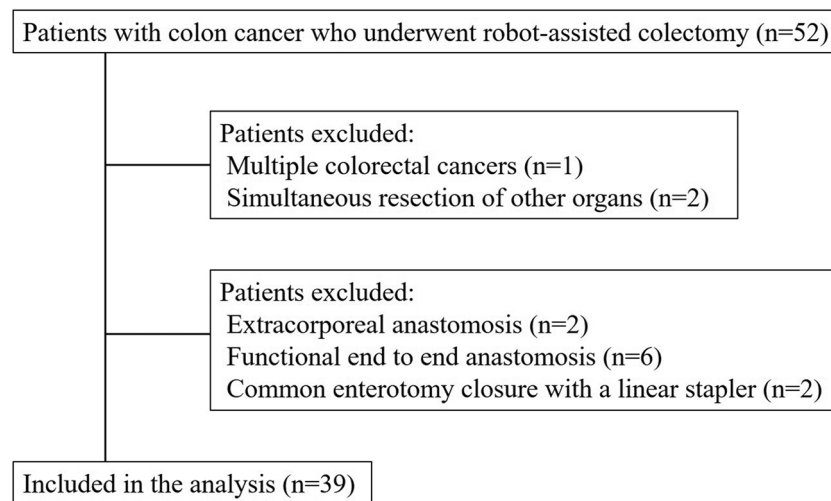 Patients with colon cancer who underwent robot-assisted colectomy (n=52)
Patients excluded:
Multiple colorectal cancers (n=1)
Simultaneous resection of other organs (n=2)
Patients excluded:
Extracorporeal anastomosis (n=2)
Functional end to end anastomosis (n=6)
Common enterotomy closure with a linear stapler (n=2)
Included in the analysis (n=39)